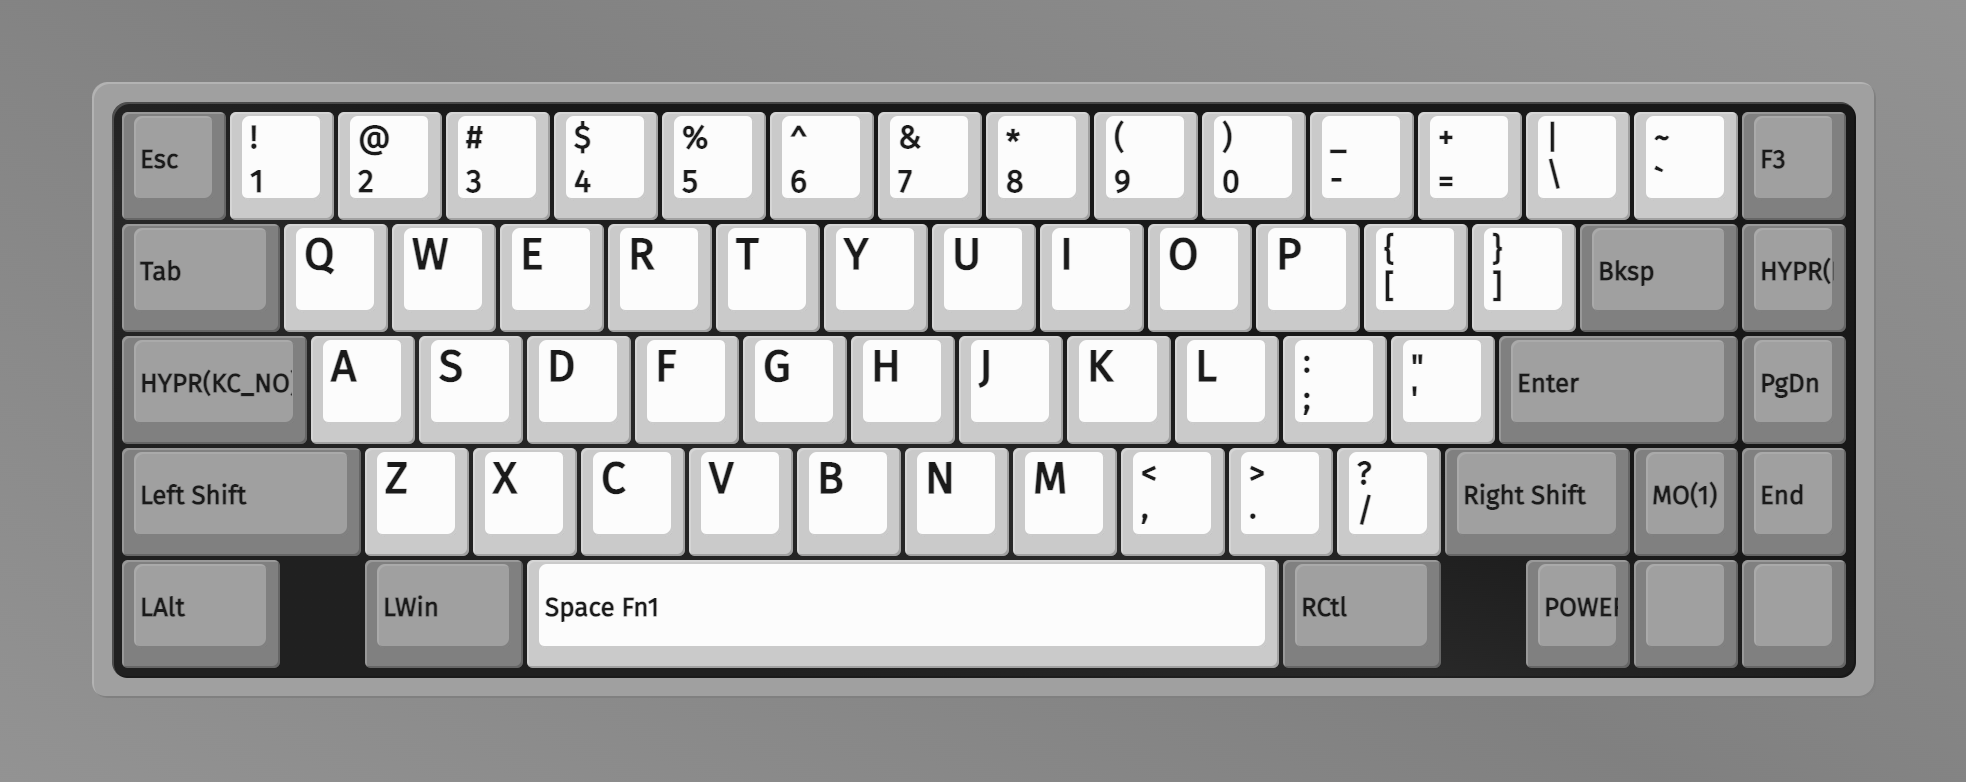 Esc ! @ # $ % ^ & * ( ) _ + | ~ F3
1 2 3 4 5 6 7 8 9 0 - = \ `
Tab Q W E R T Y U I O P { } Bksp HYPR(
[ ]
HYPR(KC_NO) A S D F G H J K L : " Enter PgDn
; '
Left Shift Z X C V B N M < > ? Right Shift MO(1) End
, . /
LAlt LWin Space Fn1 RCtl POWE